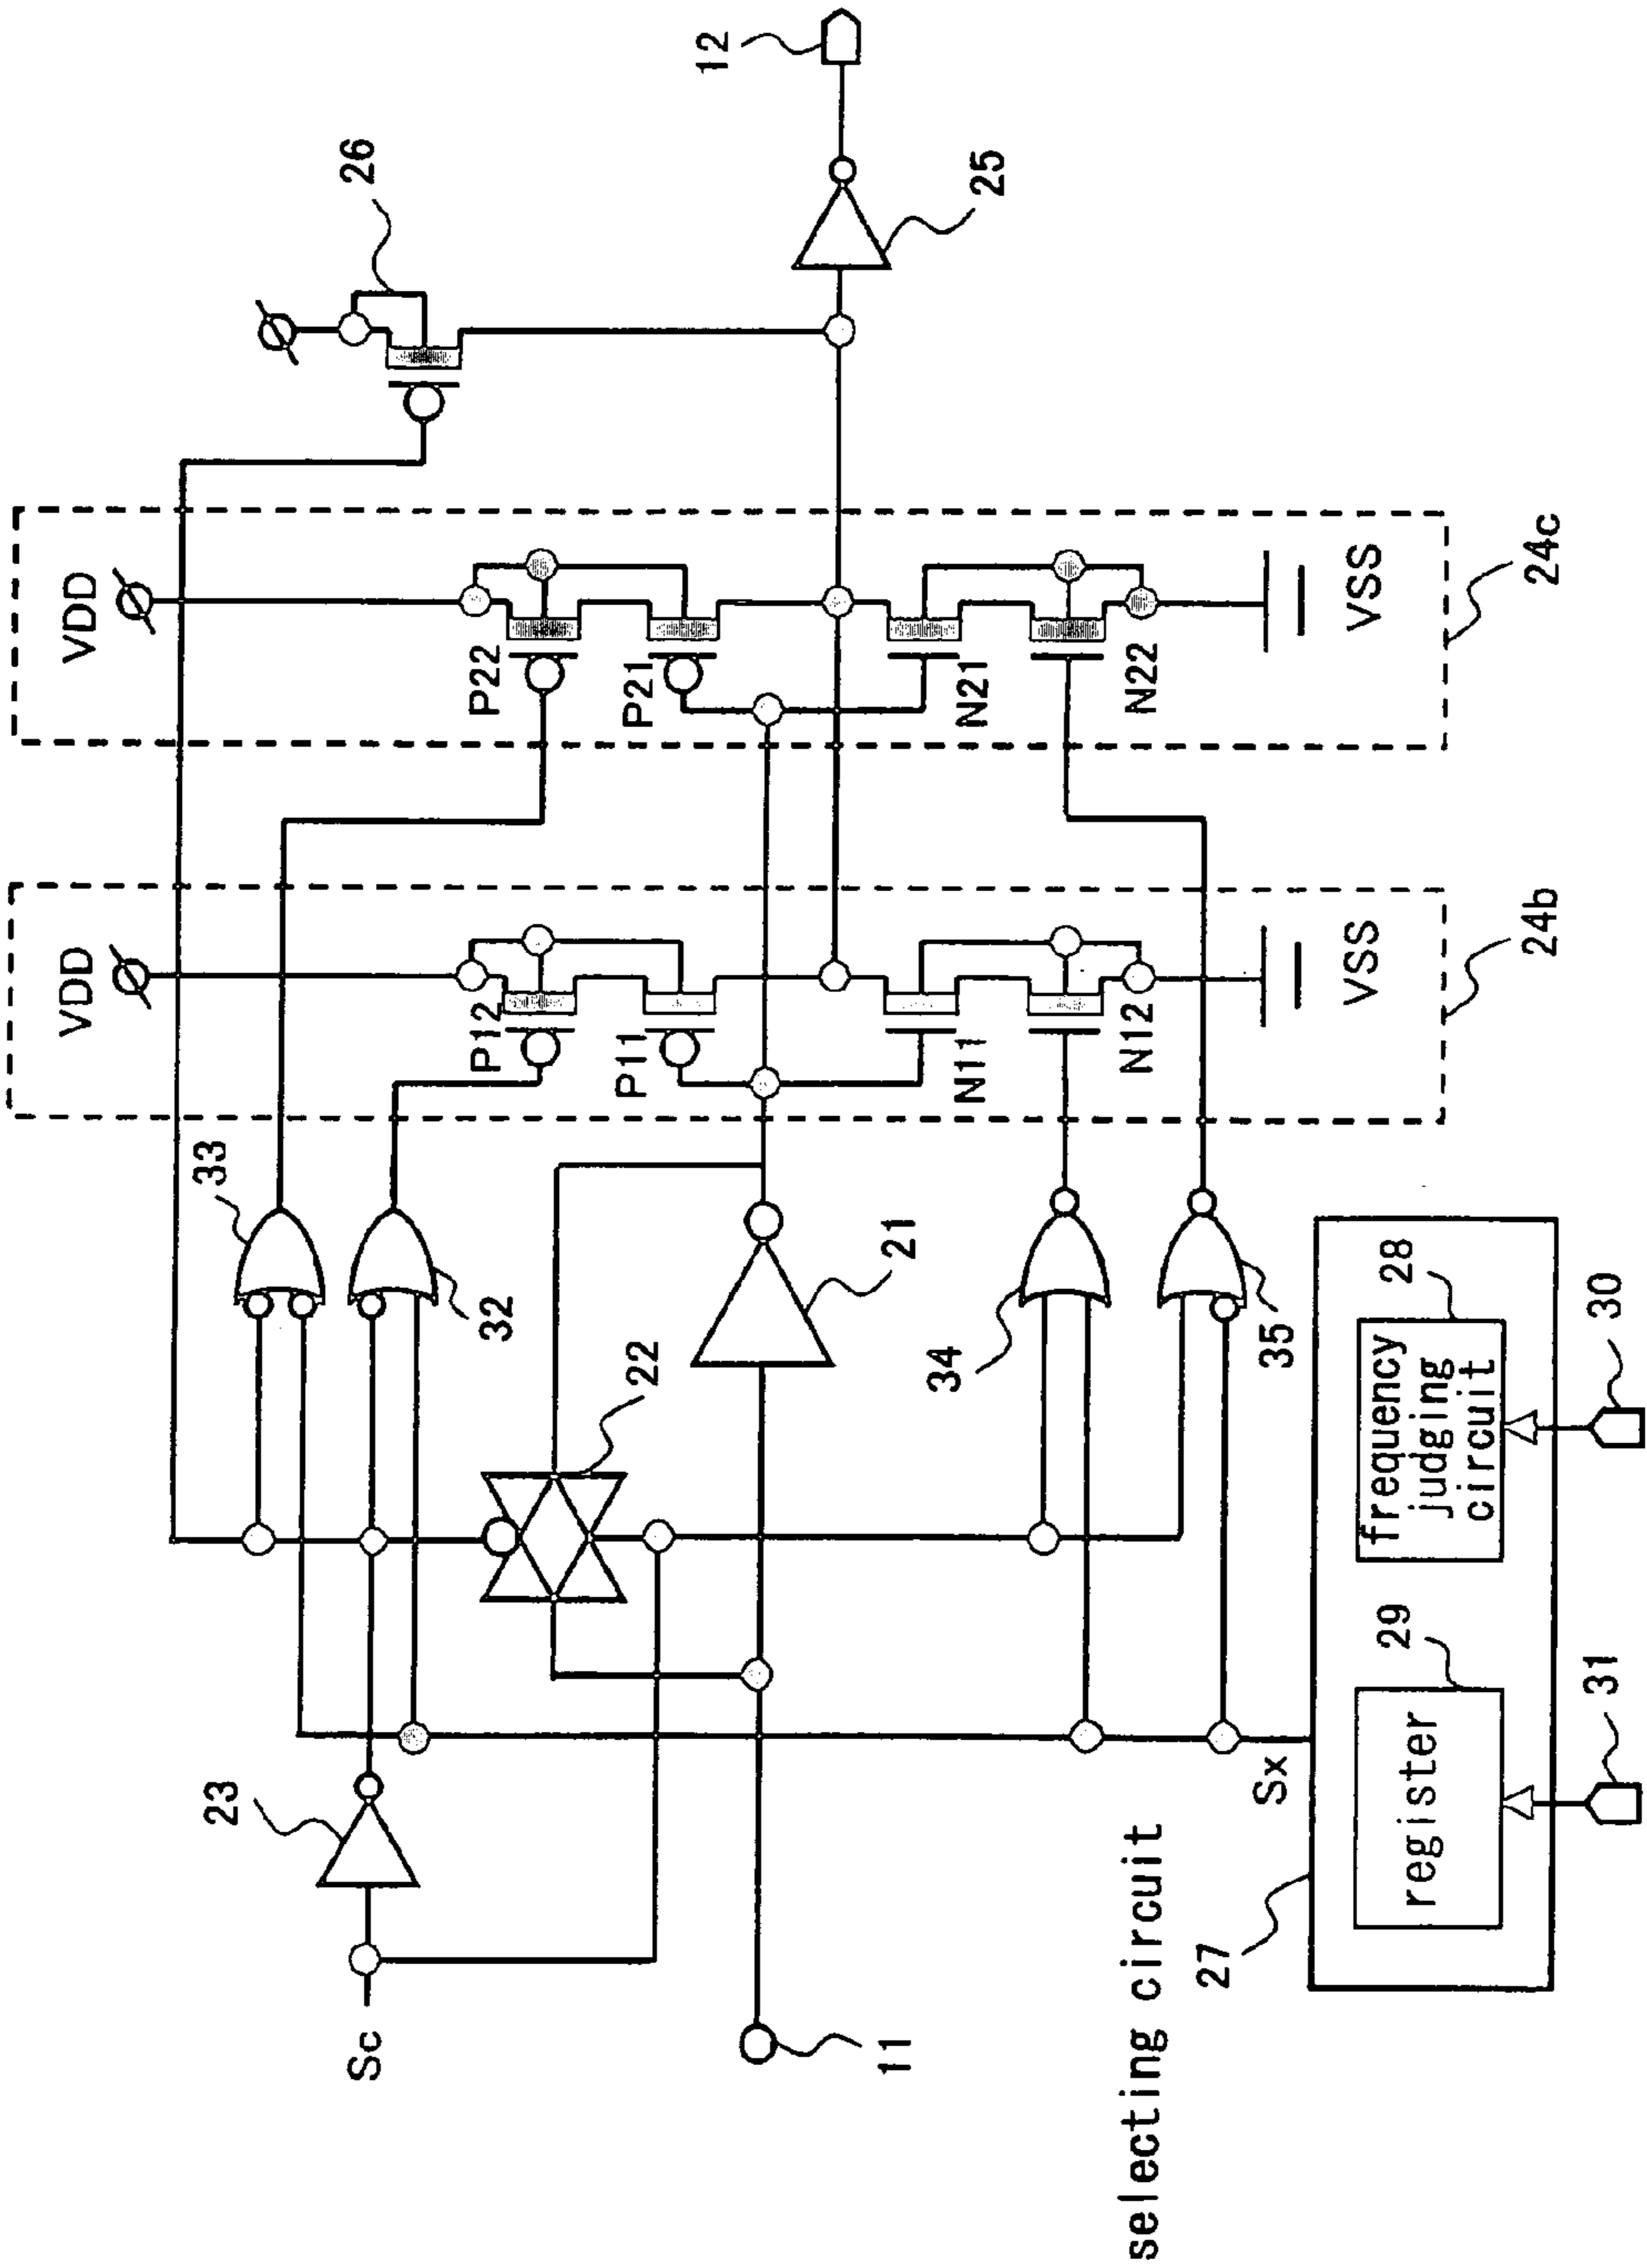 12
26
25
VDD
P22
P21
N21
N22
VSS
24c
VDD
P12
P11
N11
N12
VSS
24b
33
32
21
34
35
22
28
frequency
judging
circuit
30
29
register
31
23
Sx
Sc
11
27
selecting circuit